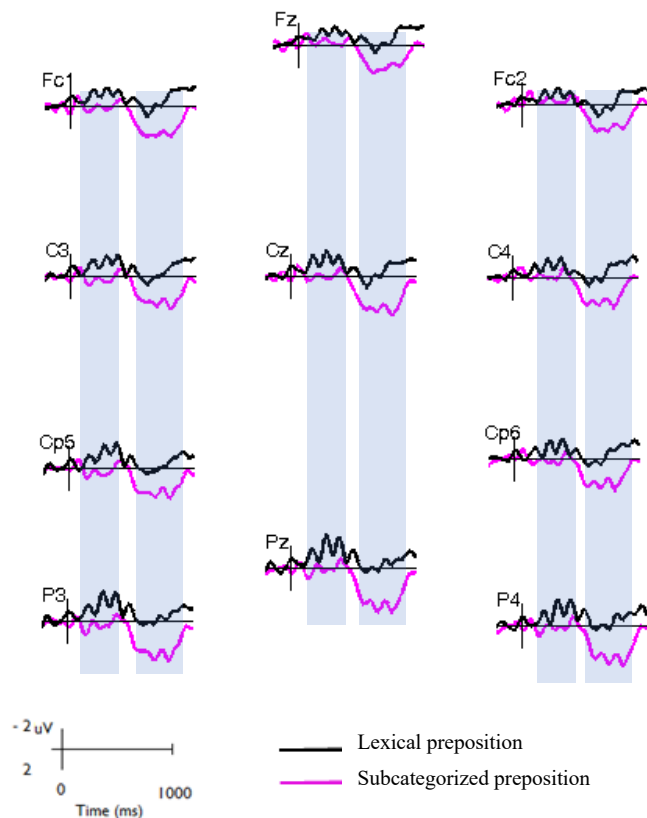 Fz
Fc1
Fc2
C3
Cz
C4
Cp5
Cp6
Pz
P3
P4
- 2 uV
2
0
1000
Time (ms)
Lexical preposition
Subcategorized preposition